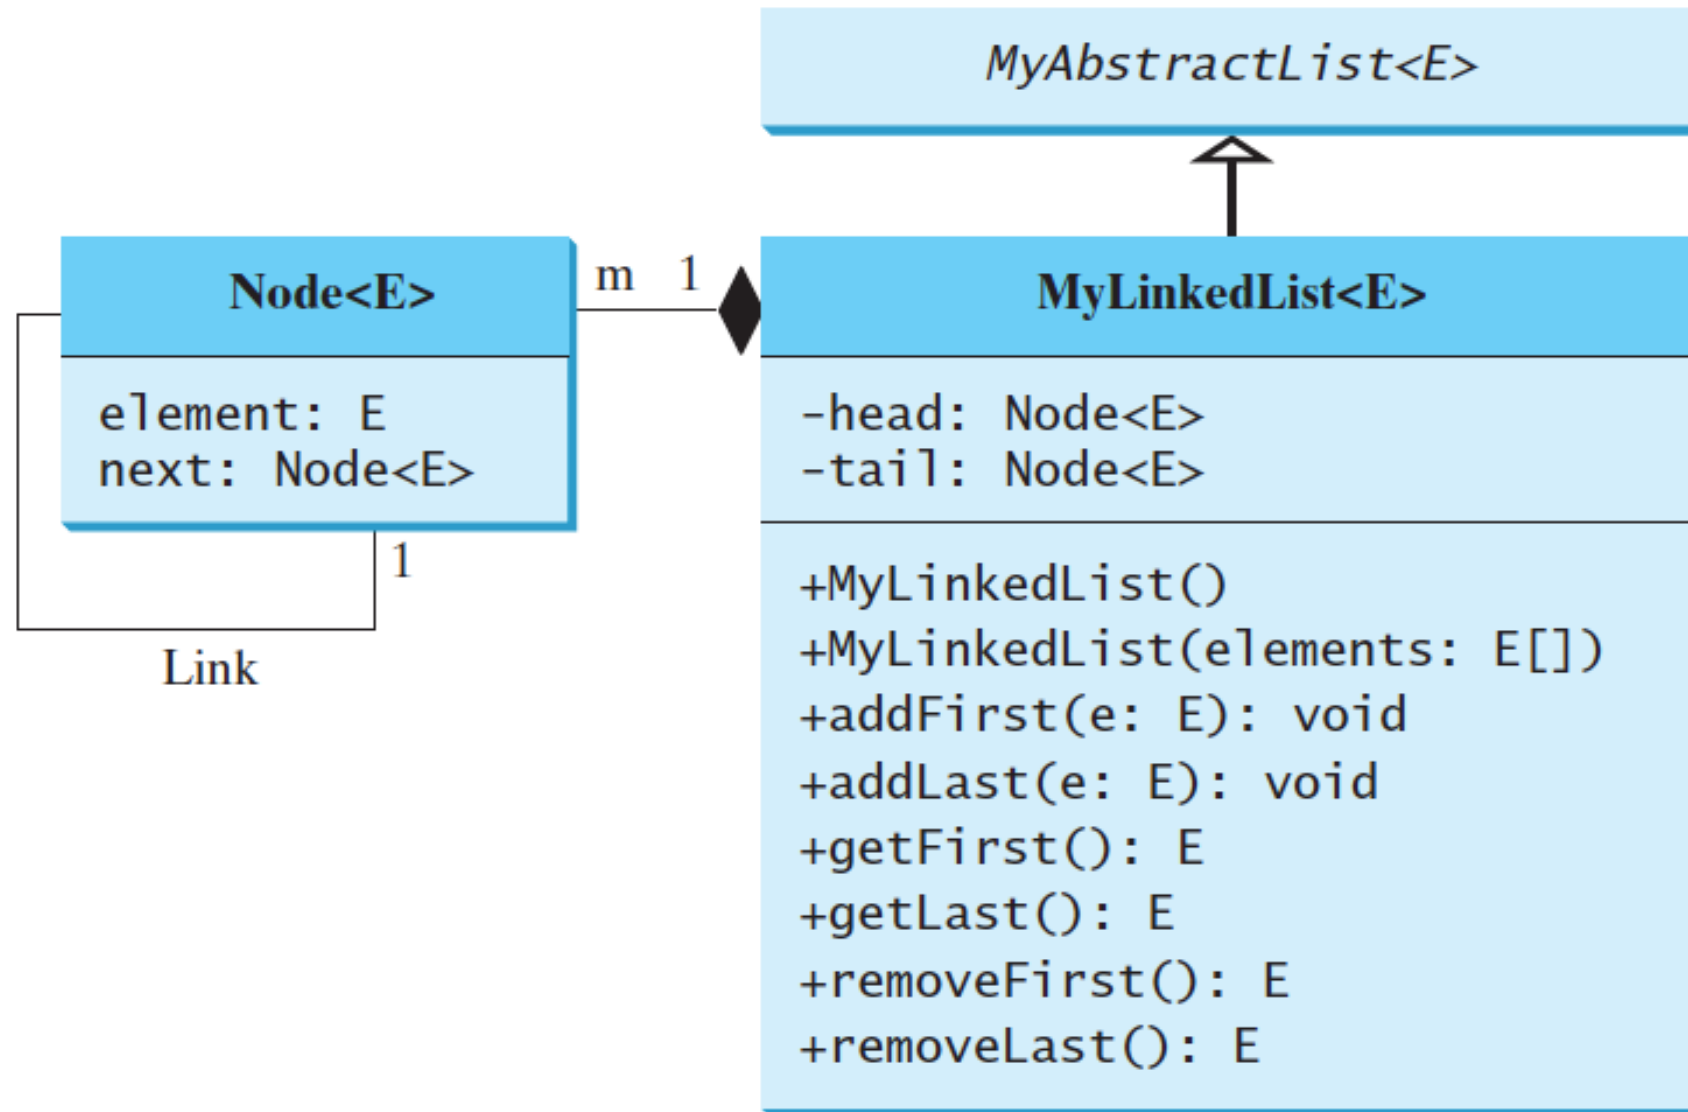 MyAbstractList<E>
Node<E>
element: E
next: Node<E>
1
Link
m 1
MyLinkedList<E>
-head: Node<E>
-tail: Node<E>
+MyLinkedList()
+MyLinkedList(elements: E[])
+addFirst(e: E): void
+addLast(e: E): void
+getFirst(): E
+getLast(): E
+removeFirst(): E
+removeLast(): E